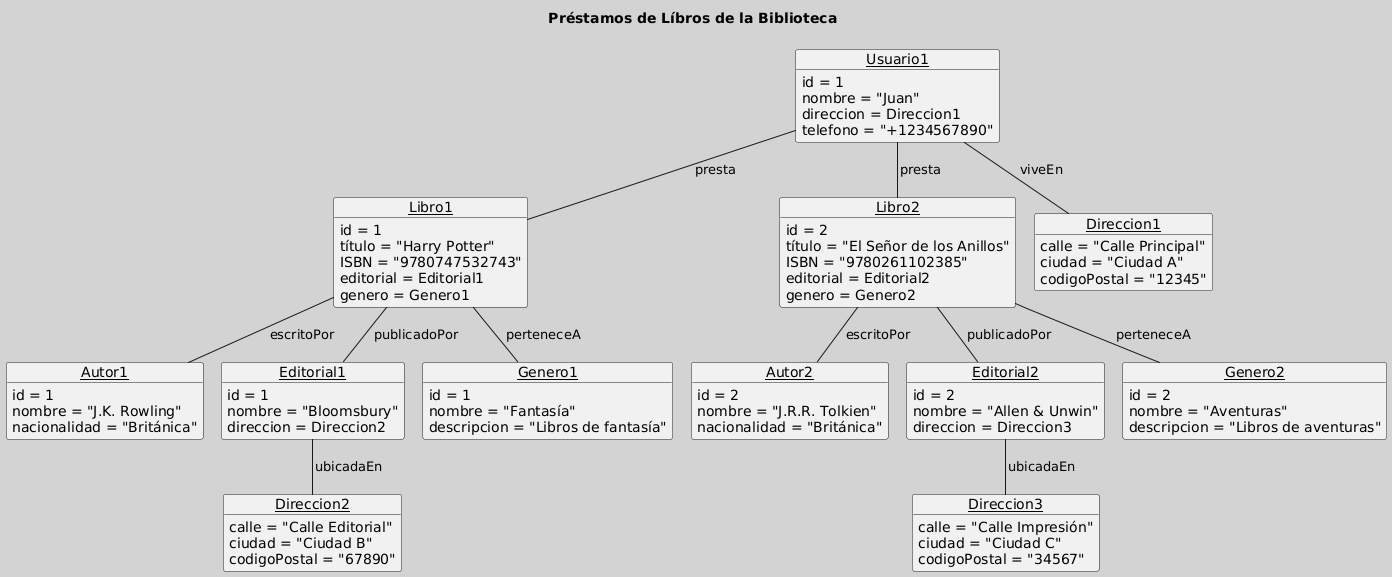 Préstamos de Líbros de la Biblioteca
Usuario1
id = 1
nombre = "Juan"
direccion = Direccion1
telefono = "+1234567890"
presta
presta
viveEn
Libro1
id = 1
título = "Harry Potter"
ISBN = "9780747532743"
editorial = Editorial1
genero = Genero1
Libro2
id = 2
título = "El Señor de los Anillos"
ISBN = "9780261102385"
editorial = Editorial2
genero = Genero2
Direccion1
calle = "Calle Principal"
ciudad = "Ciudad A"
codigoPostal = "12345"
escritoPor
publicadoPor
perteneceA
escritoPor
publicadoPor
perteneceA
Autor1
id = 1
nombre = "J.K. Rowling"
nacionalidad = "Británica"
Editorial1
id = 1
nombre = "Bloomsbury"
direccion = Direccion2
Genero1
id = 1
nombre = "Fantasía"
descripcion = "Libros de fantasía"
Autor2
id = 2
nombre = "J.R.R. Tolkien"
nacionalidad = "Británica"
Editorial2
id = 2
nombre = "Allen & Unwin"
direccion = Direccion3
Genero2
id = 2
nombre = "Aventuras"
descripcion = "Libros de aventuras"
ubicadaEn
ubicadaEn
Direccion2
calle = "Calle Editorial"
ciudad = "Ciudad B"
codigoPostal = "67890"
Direccion3
calle = "Calle Impresión"
ciudad = "Ciudad C"
codigoPostal = "34567"